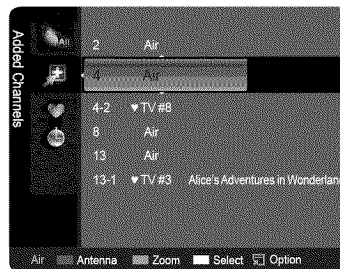 Added Channels
All
2 Air
4 Air
4-2 ♥ TV #8
8 Air
13 Air
13-1 ♥ TV #3 Alice's Adventures in Wonderlan
Air Antenna Zoom Select Option